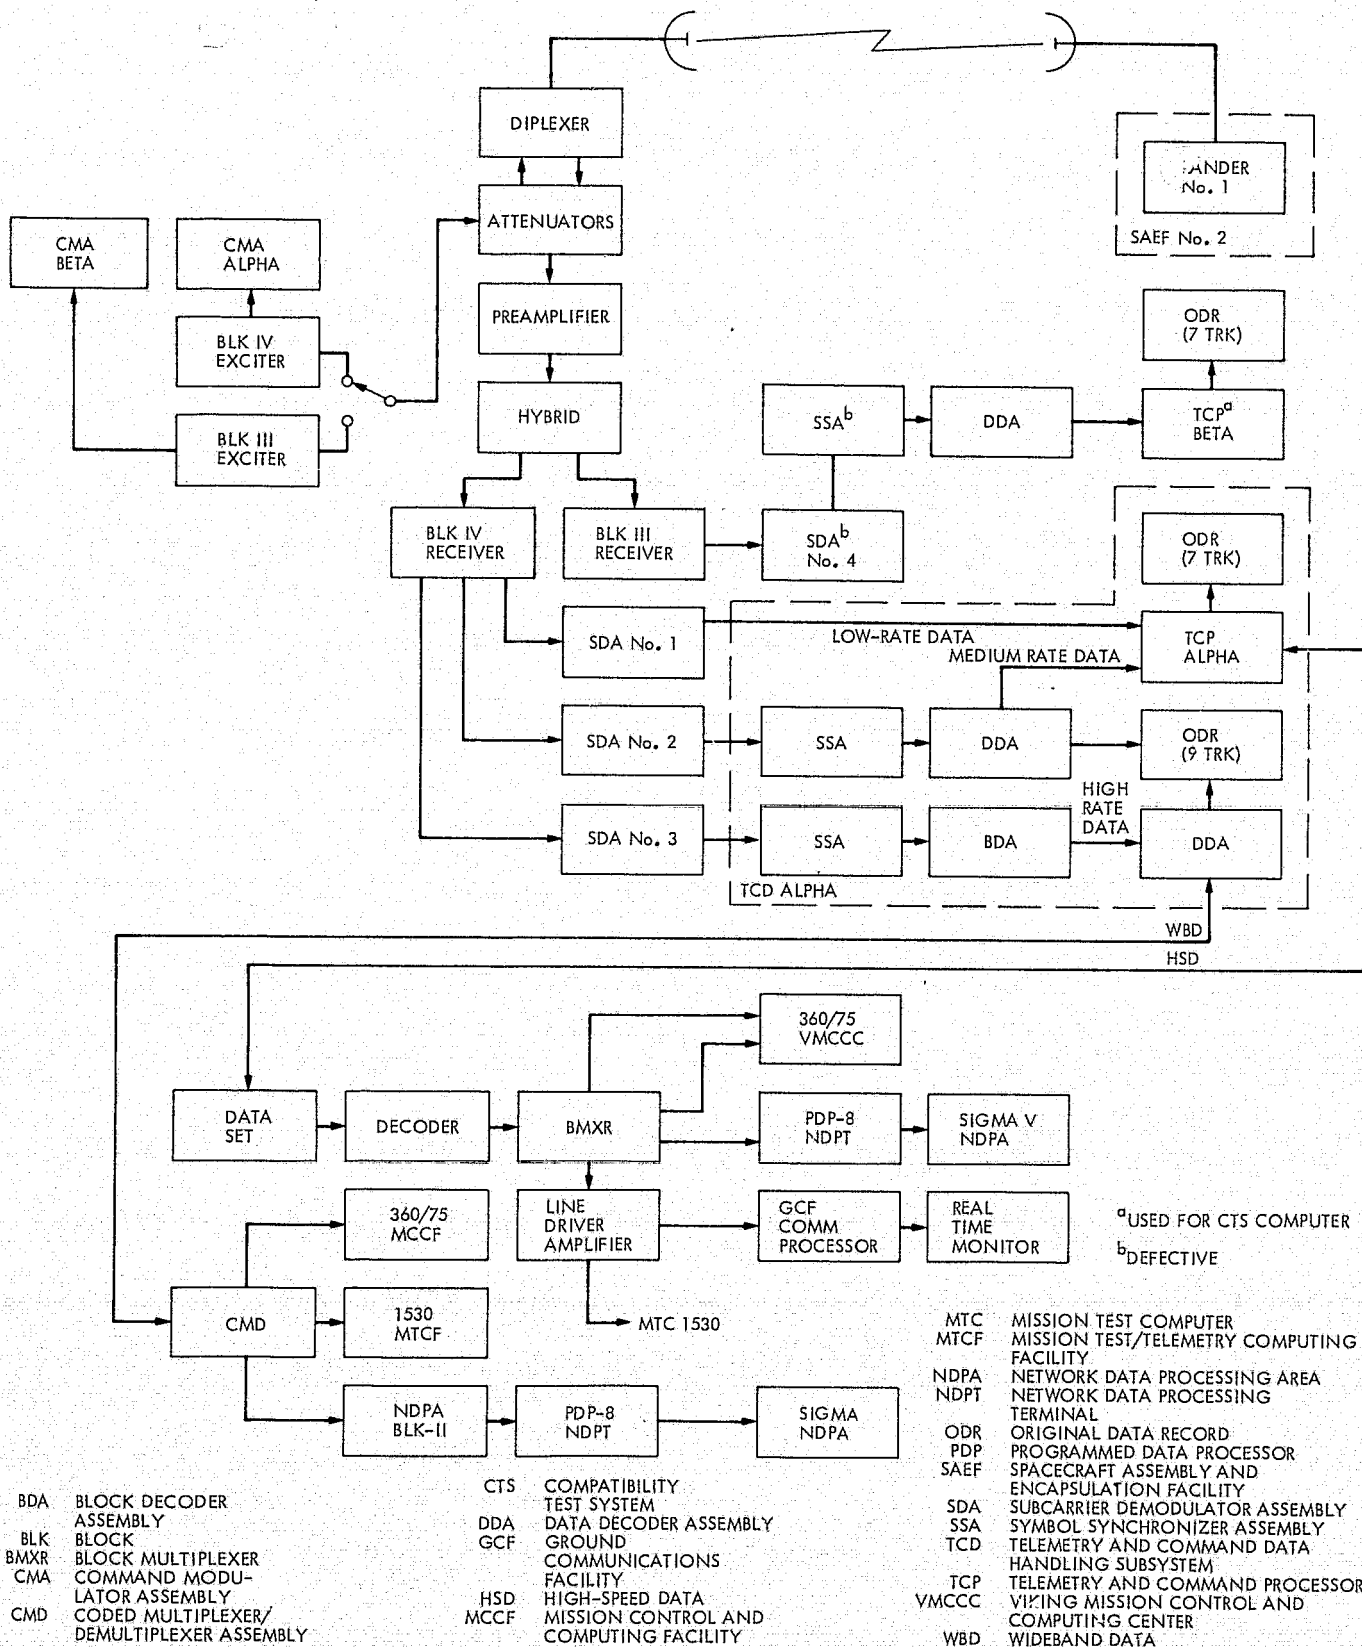 DIPLEXER
LANDER
No. 1
SAEF No. 2
ATTENUATORS
CMA
BETA
CMA
ALPHA
PREAMPLIFIER
BLK IV
EXCITER
ODR
(7 TRK)
HYBRID
BLK III
EXCITER
SSAᵇ
DDA
TCPᵃ
BETA
BLK IV
RECEIVER
BLK III
RECEIVER
SDAᵇ
No. 4
ODR
(7 TRK)
SDA No. 1
LOW-RATE DATA
MEDIUM RATE DATA
TCP
ALPHA
SDA No. 2
SSA
DDA
ODR
(9 TRK)
HIGH
RATE
DATA
SDA No. 3
SSA
BDA
DDA
TCD ALPHA
WBD
HSD
360/75
VMCCC
DATA
SET
DECODER
BMXR
PDP-8
NDPT
SIGMA V
NDPA
360/75
MCCF
LINE
DRIVER
AMPLIFIER
GCF
COMM
PROCESSOR
REAL
TIME
MONITOR
ᵃUSED FOR CTS COMPUTER
ᵇDEFECTIVE
CMD
1530
MTCF
MTC 1530
NDPA
BLK-II
PDP-8
NDPT
SIGMA
NDPA
BDA BLOCK DECODER
ASSEMBLY
BLK BLOCK
BMXR BLOCK MULTIPLEXER
CMA COMMAND MODU-
LATOR ASSEMBLY
CMD CODED MULTIPLEXER/
DEMULTIPLEXER ASSEMBLY
CTS COMPATIBILITY
TEST SYSTEM
DDA DATA DECODER ASSEMBLY
GCF GROUND
COMMUNICATIONS
FACILITY
HSD HIGH-SPEED DATA
MCCF MISSION CONTROL AND
COMPUTING FACILITY
MTC MISSION TEST COMPUTER
MTCF MISSION TEST/TELEMETRY COMPUTING
FACILITY
NDPA NETWORK DATA PROCESSING AREA
NDPT NETWORK DATA PROCESSING
TERMINAL
ODR ORIGINAL DATA RECORD
PDP PROGRAMMED DATA PROCESSOR
SAEF SPACECRAFT ASSEMBLY AND
ENCAPSULATION FACILITY
SDA SUBCARRIER DEMODULATOR ASSEMBLY
SSA SYMBOL SYNCHRONIZER ASSEMBLY
TCD TELEMETRY AND COMMAND DATA
HANDLING SUBSYSTEM
TCP TELEMETRY AND COMMAND PROCESSOR
VMCCC VIKING MISSION CONTROL AND
COMPUTING CENTER
WBD WIDEBAND DATA